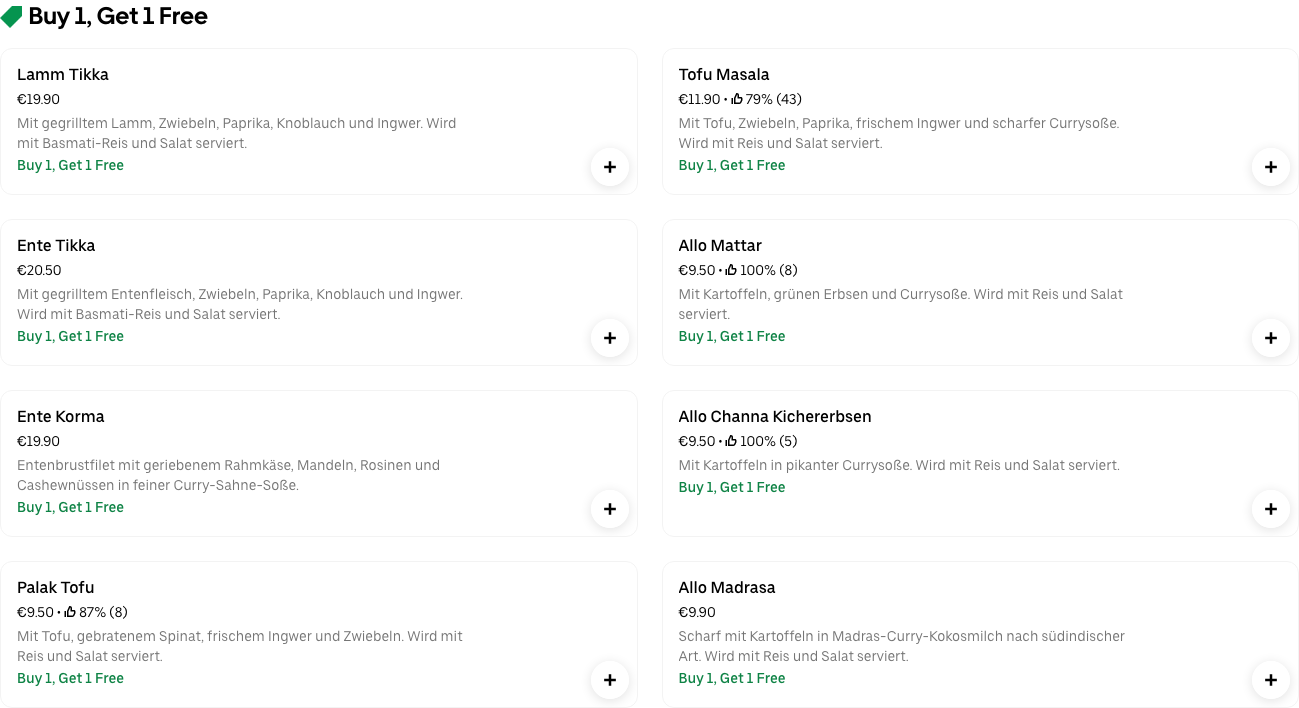 Buy 1, Get 1 Free
Lamm Tikka
€19.90
Mit gegrilltem Lamm, Zwiebeln, Paprika, Knoblauch und Ingwer. Wird
mit Basmati-Reis und Salat serviert.
Buy 1, Get 1 Free
Tofu Masala
€11.90 • 79% (43)
Mit Tofu, Zwiebeln, Paprika, frischem Ingwer und scharfer Currysoße.
Wird mit Reis und Salat serviert.
Buy 1, Get 1 Free
Ente Tikka
€20.50
Mit gegrilltem Entenfleisch, Zwiebeln, Paprika, Knoblauch und Ingwer.
Wird mit Basmati-Reis und Salat serviert.
Buy 1, Get 1 Free
Allo Mattar
€9.50 • 100% (8)
Mit Kartoffeln, grünen Erbsen und Currysoße. Wird mit Reis und Salat
serviert.
Buy 1, Get 1 Free
Ente Korma
€19.90
Entenbrustfilet mit geriebenem Rahmkäse, Mandeln, Rosinen und
Cashewnüssen in feiner Curry-Sahne-Soße.
Buy 1, Get 1 Free
Allo Channa Kichererbsen
€9.50 • 100% (5)
Mit Kartoffeln in pikanter Currysoße. Wird mit Reis und Salat serviert.
Buy 1, Get 1 Free
Palak Tofu
€9.50 • 87% (8)
Mit Tofu, gebratenem Spinat, frischem Ingwer und Zwiebeln. Wird mit
Reis und Salat serviert.
Buy 1, Get 1 Free
Allo Madrasa
€9.90
Scharf mit Kartoffeln in Madras-Curry-Kokosmilch nach südindischer
Art. Wird mit Reis und Salat serviert.
Buy 1, Get 1 Free